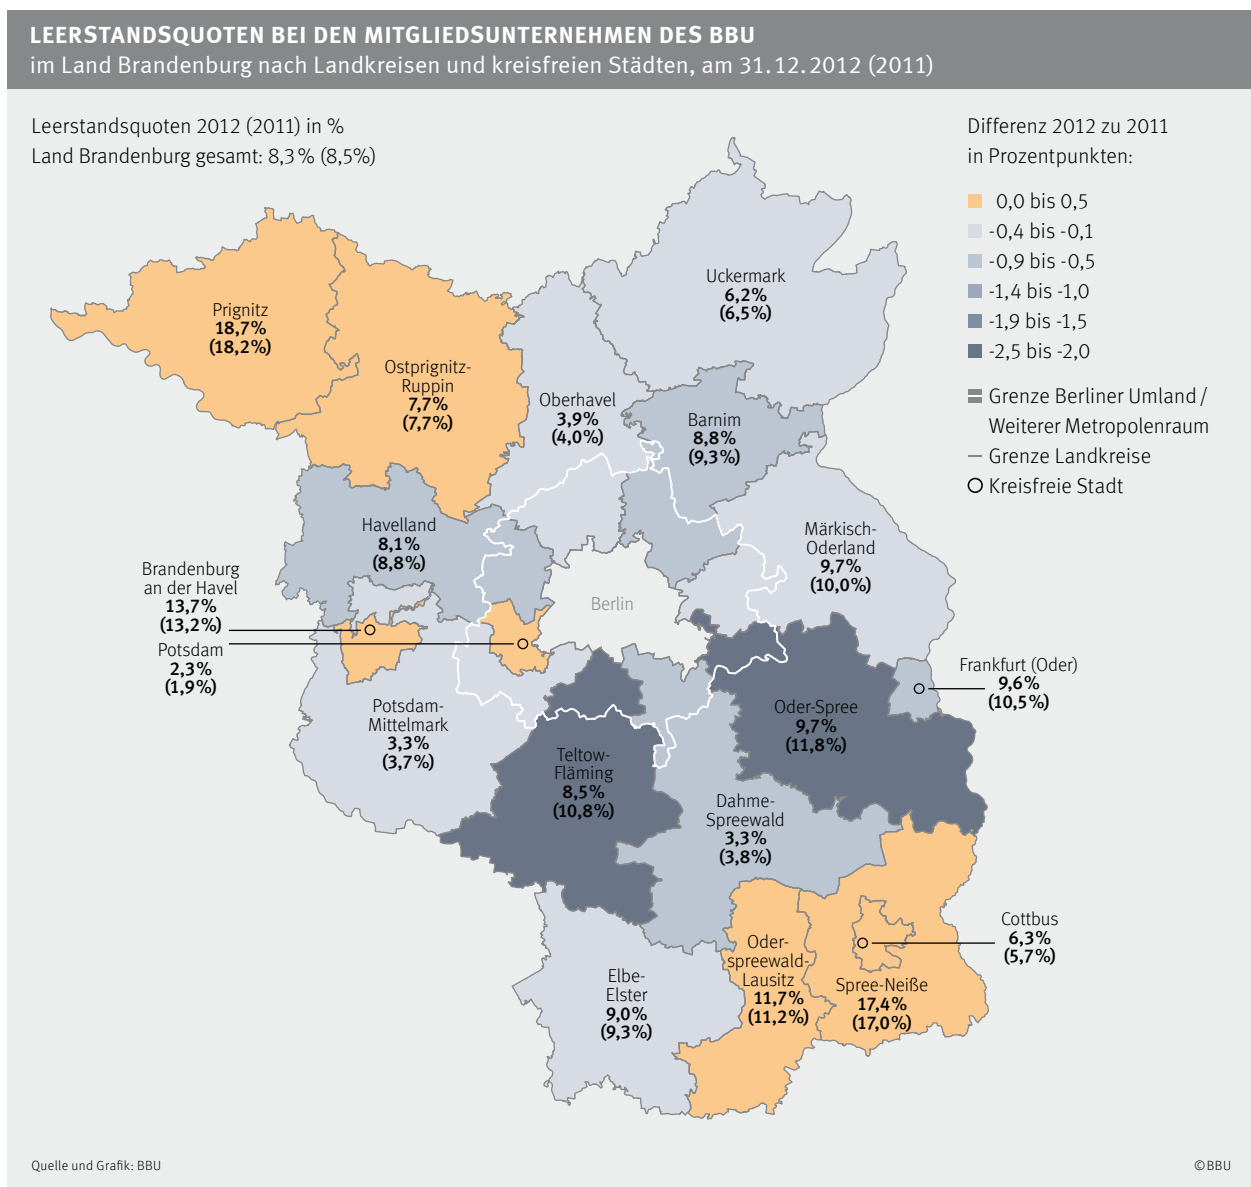 LEERSTANDSQUOTEN BEI DEN MITGLIEDSUNTERNEHMEN DES BBU
im Land Brandenburg nach Landkreisen und kreisfreien Städten, am 31.12.2012 (2011)
Leerstandsquoten 2012 (2011) in %
Land Brandenburg gesamt: 8,3% (8,5%)
Differenz 2012 zu 2011
in Prozentpunkten:
0,0 bis 0,5
-0,4 bis -0,1
-0,9 bis -0,5
-1,4 bis -1,0
-1,9 bis -1,5
-2,5 bis -2,0
Grenze Berliner Umland /
Weiterer Metropolenraum
Grenze Landkreise
Kreisfreie Stadt
Uckermark
6,2%
(6,5%)
Prignitz
18,7%
(18,2%)
Ostprignitz-
Ruppin
7,7%
(7,7%)
Oberhavel
3,9%
(4,0%)
Barnim
8,8%
(9,3%)
Havelland
8,1%
(8,8%)
Märkisch-
Oderland
9,7%
(10,0%)
Brandenburg
an der Havel
13,7%
(13,2%)
Berlin
Potsdam
2,3%
(1,9%)
Frankfurt (Oder)
9,6%
(10,5%)
Potsdam-
Mittelmark
3,3%
(3,7%)
Oder-Spree
9,7%
(11,8%)
Teltow-
Fläming
8,5%
(10,8%)
Dahme-
Spreewald
3,3%
(3,8%)
Cottbus
6,3%
(5,7%)
Oder-
spreewald-
Lausitz
11,7%
(11,2%)
Elbe-
Elster
9,0%
(9,3%)
Spree-Neiße
17,4%
(17,0%)
Quelle und Grafik: BBU
©BBU